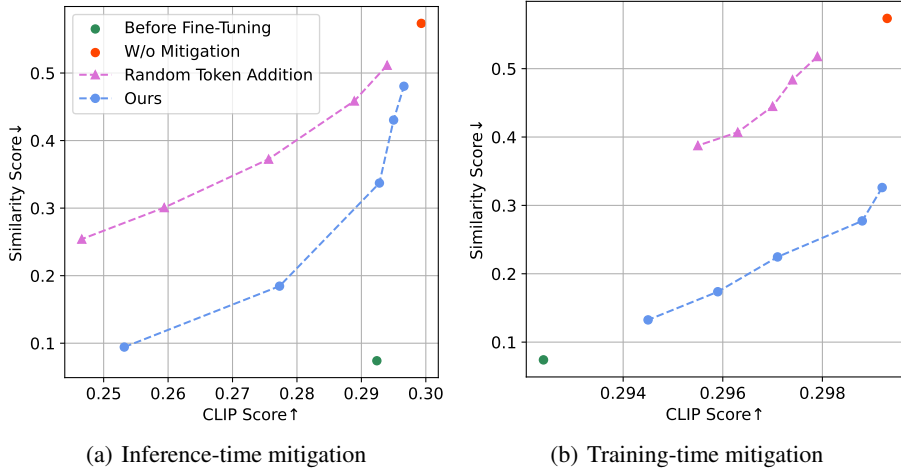 Before Fine-Tuning
W/o Mitigation
Random Token Addition
Ours
0.5
0.4
0.3
0.2
0.1
Similarity Score↓
0.25 0.26 0.27 0.28 0.29 0.30
CLIP Score↑
(a) Inference-time mitigation
0.5
0.4
0.3
0.2
0.1
Similarity Score↓
0.294 0.296 0.298
CLIP Score↑
(b) Training-time mitigation